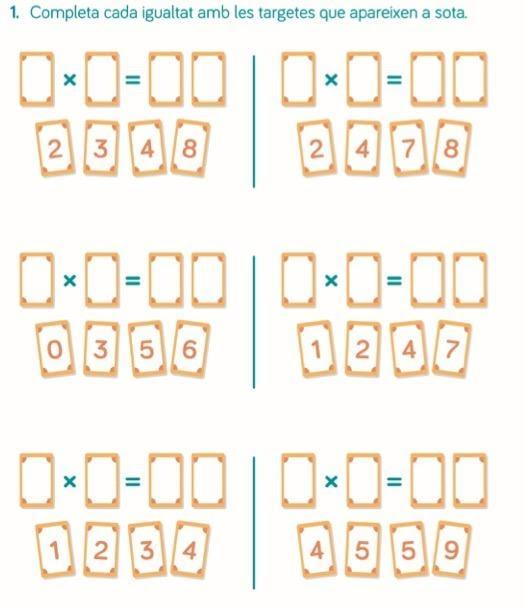 1. Completa cada igualtat amb les targetes que apareixen a sota.
× = × =
2 3 4 8 2 4 7 8
× = × =
0 3 5 6 1 2 4 7
× = × =
1 2 3 4 4 5 5 9